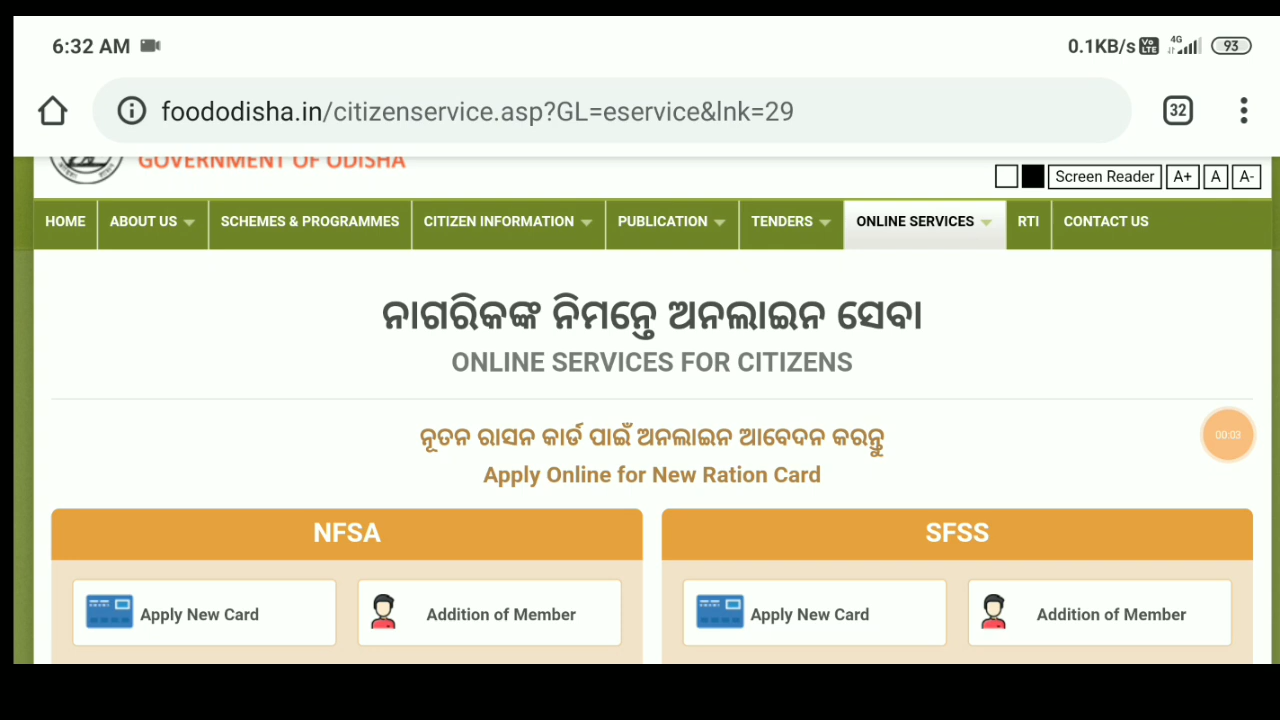 6:32 AM
0.1KB/s Vo LTE 4G 93
foododisha.in/citizenservice.asp?GL=eservice&lnk=29
32
GOVERNMENT OF ODISHA
Screen Reader A+ A A-
HOME ABOUT US SCHEMES & PROGRAMMES CITIZEN INFORMATION PUBLICATION TENDERS ONLINE SERVICES RTI CONTACT US
ନାଗରିକଙ୍କ ନିମନ୍ତେ ଅନଲାଇନ ସେବା
ONLINE SERVICES FOR CITIZENS
ନୂତନ ରାସନ କାର୍ଡ ପାଇଁ ଅନଲାଇନ ଆବେଦନ କରନ୍ତୁ
00:03
Apply Online for New Ration Card
NFSA SFSS
Apply New Card Addition of Member Apply New Card Addition of Member